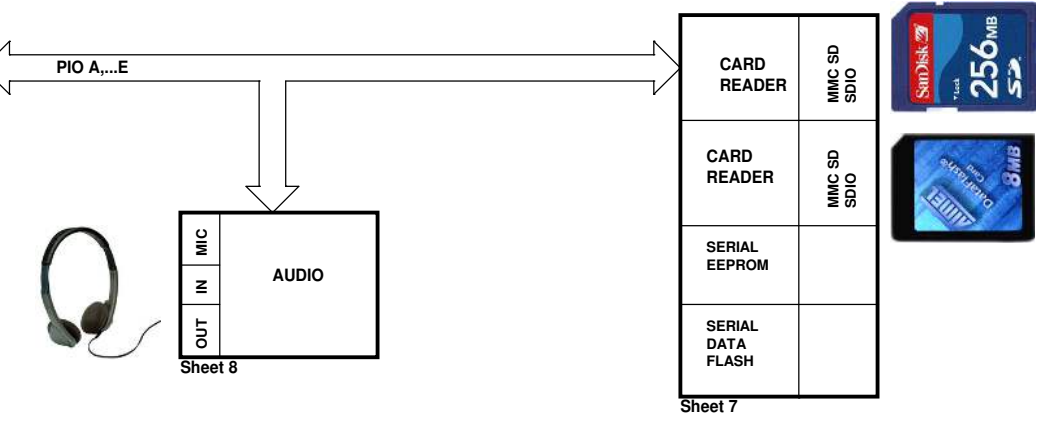 PIO A,...E
CARD
READER
MMC SD
SDIO
SanDisk
Lock
256MB
SD
CARD
READER
MMC SD
SDIO
ATMEL
DataFlash®
Card
8MB
SERIAL
EEPROM
SERIAL
DATA
FLASH
Sheet 7
MIC
IN
OUT
AUDIO
Sheet 8